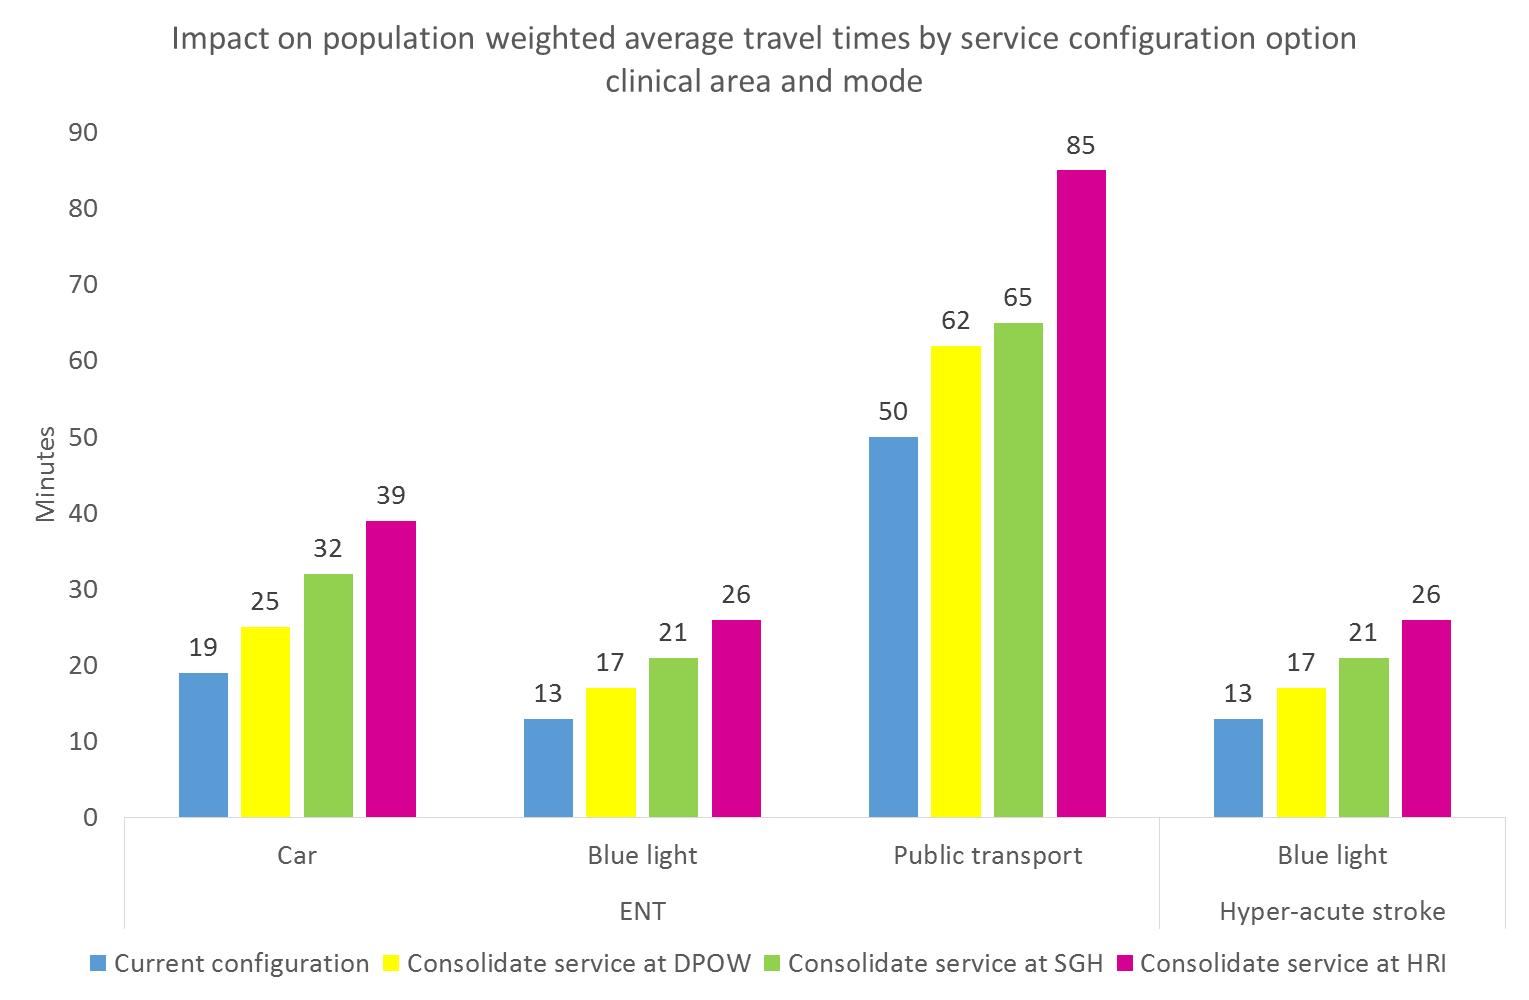 Impact on population weighted average travel times by service configuration option
clinical area and mode
Minutes
90
80
70
60
50
40
30
20
10
0
19
25
32
39
13
17
21
26
50
62
65
85
13
17
21
26
Car
Blue light
Public transport
Blue light
ENT
Hyper-acute stroke
Current configuration
Consolidate service at DPOW
Consolidate service at SGH
Consolidate service at HRI